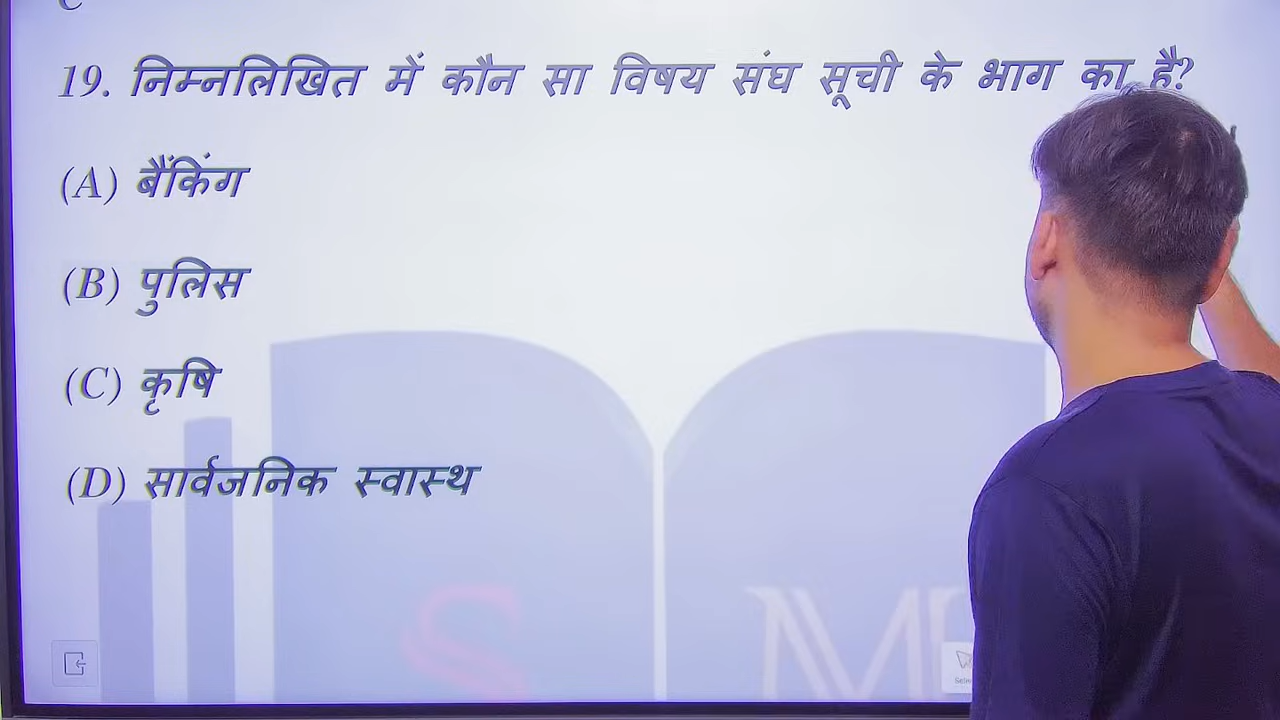 19. निम्नलिखित में कौन सा विषय संघ सूची के भाग का है?
(A) बैंकिंग
(B) पुलिस
(C) कृषि
(D) सार्वजनिक स्वास्थ
S M